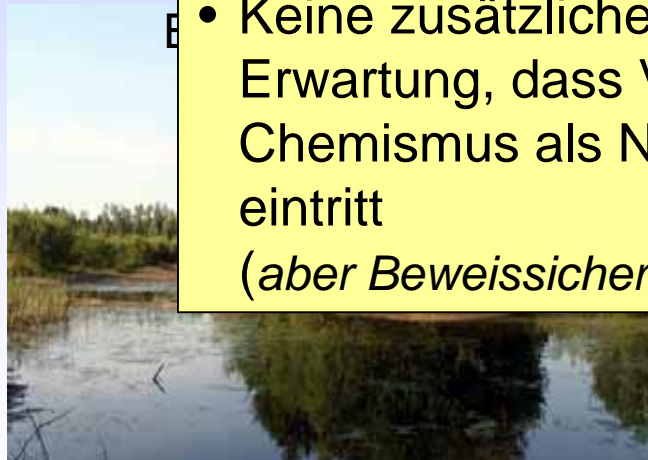 • Keine zusätzliche
Erwartung, dass
Chemismus als N
eintritt
(aber Beweissicher